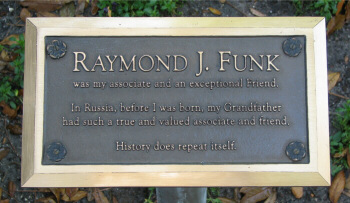 RAYMOND J. FUNK
was my associate and an exceptional friend.
In Russia, before I was born, my Grandfather
had such a true and valued associate and friend.
History does repeat itself.